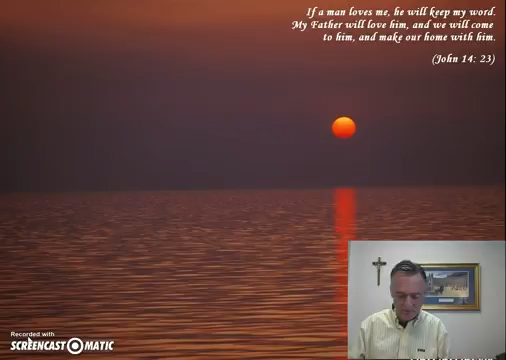 If a man loves me, he will keep my word.
My Father will love him, and we will come
to him, and make our home with him.
(John 14: 23)
Recorded with
SCREENCAST-O-MATIC